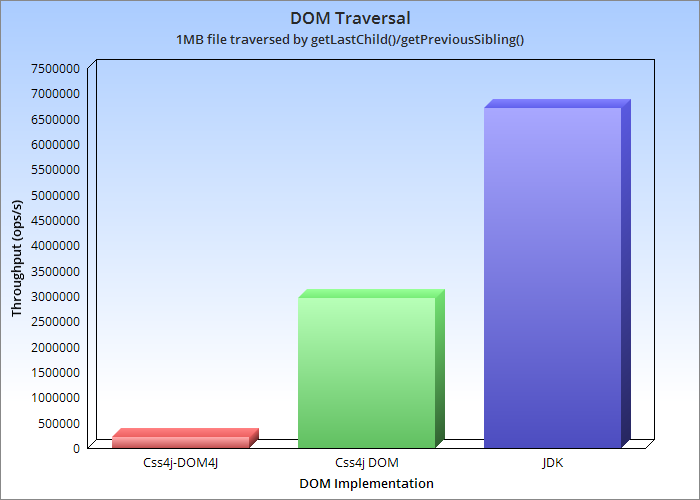 DOM Traversal
1MB file traversed by getLastChild()/getPreviousSibling()
7500000
7000000
6500000
6000000
5500000
5000000
4500000
4000000
3500000
3000000
2500000
2000000
1500000
1000000
500000
0
Throughput (ops/s)
Css4j-DOM4J
Css4j DOM
JDK
DOM Implementation